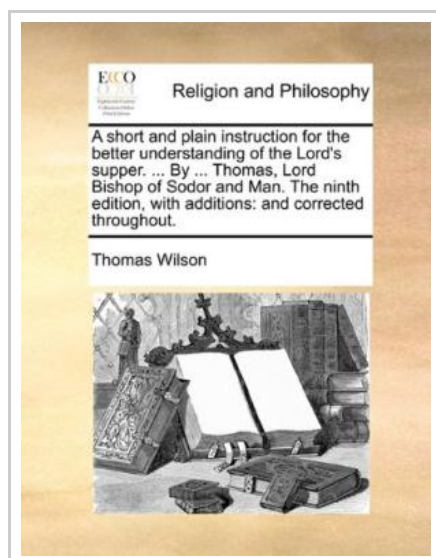 ECCO
Religion and Philosophy
A short and plain instruction for the
better understanding of the Lord's
supper. ... By ... Thomas, Lord
Bishop of Sodor and Man. The ninth
edition, with additions: and corrected
throughout.
Thomas Wilson